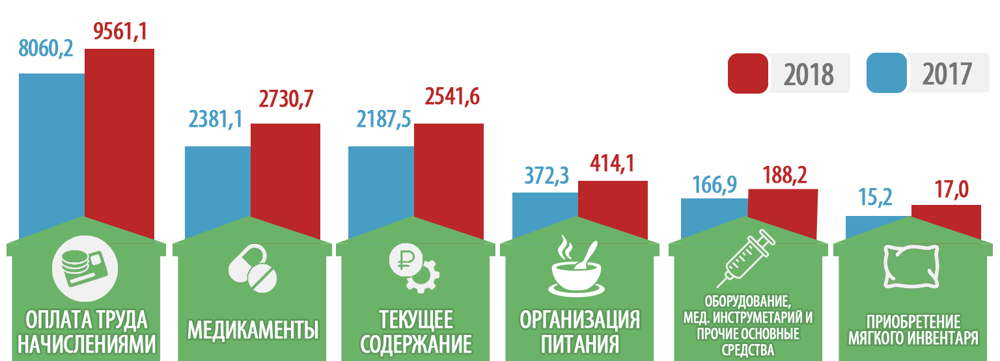 8060,2
9561,1
2381,1
2730,7
2187,5
2541,6
372,3
414,1
166,9
188,2
15,2
17,0
2018
2017
ОПЛАТА ТРУДА
НАЧИСЛЕНИЯМИ
МЕДИКАМЕНТЫ
ТЕКУЩЕЕ
СОДЕРЖАНИЕ
ОРГАНИЗАЦИЯ
ПИТАНИЯ
ОБОРУДОВАНИЕ,
МЕД. ИНСТРУМЕТАРИЙ И
ПРОЧИЕ ОСНОВНЫЕ
СРЕДСТВА
ПРИОБРЕТЕНИЕ
МЯГКОГО ИНВЕНТАРЯ